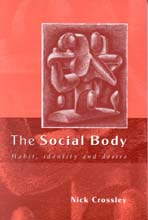 The Social Body
Habit, identity and desire
Nick Crossley